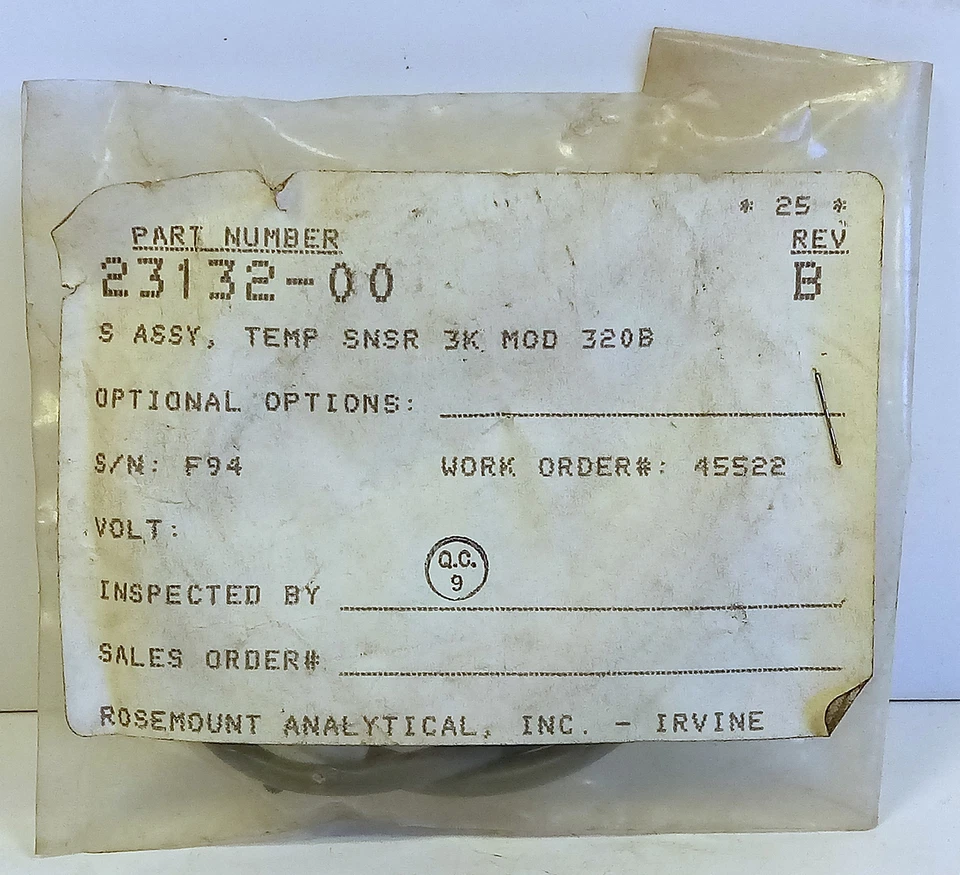 * 25 *
PART NUMBER REV
23132-00 B
S ASSY, TEMP SNSR 3K MOD 320B
OPTIONAL OPTIONS:
S/N: F94 WORK ORDER#: 45522
VOLT:
Q.C.
9
INSPECTED BY
SALES ORDER#
ROSEMOUNT ANALYTICAL, INC. - IRVINE